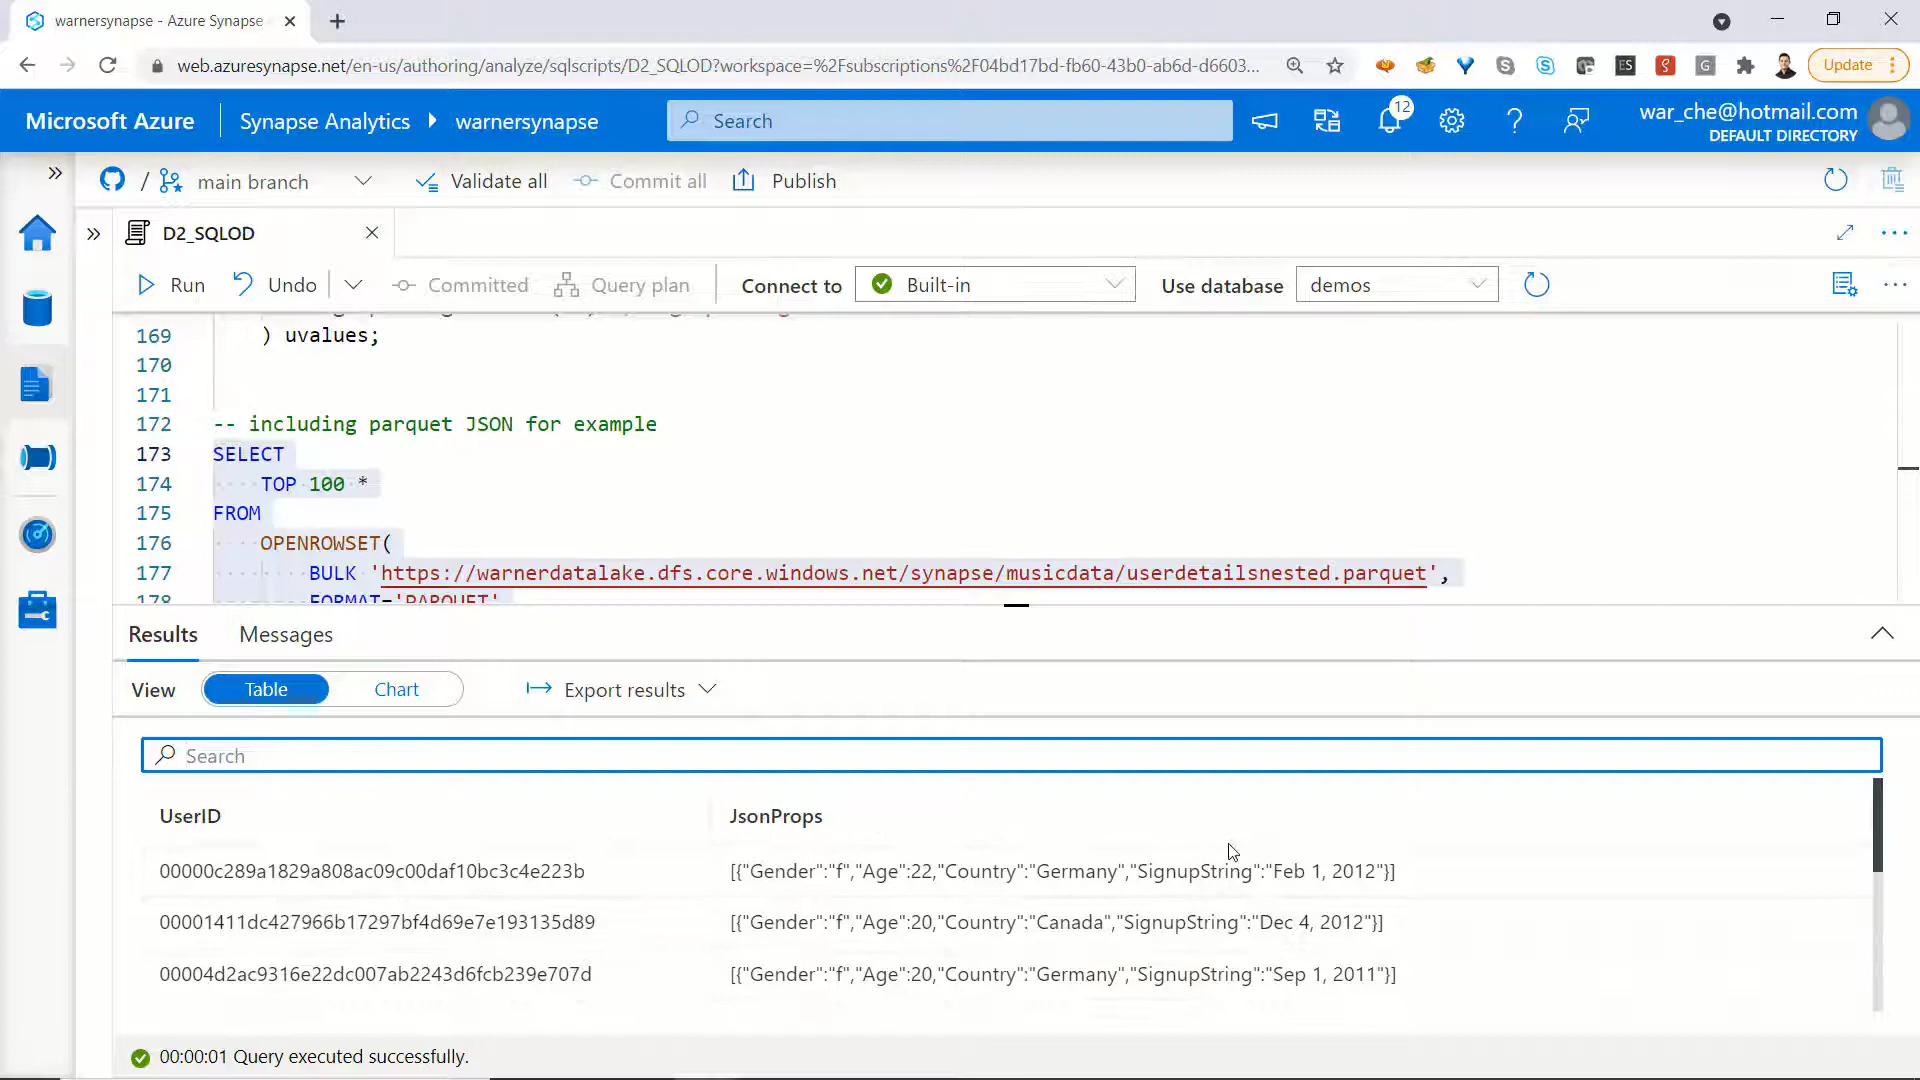 warnersynapse - Azure Synapse
web.azuresynapse.net/en-us/authoring/analyze/sqlscripts/D2_SQLOD?workspace=%2Fsubscriptions%2F04bd17bd-fb60-43b0-ab6d-d6603...
Update
Microsoft Azure
Synapse Analytics
warnersynapse
Search
12
war_che@hotmail.com
DEFAULT DIRECTORY
/ main branch
Validate all
Commit all
Publish
D2_SQLOD
Run
Undo
Committed
Query plan
Connect to
Built-in
Use database
demos
169 ) uvalues;
170
171
172 -- including parquet JSON for example
173 SELECT
174 TOP 100 *
175 FROM
176 OPENROWSET(
177 BULK 'https://warnerdatalake.dfs.core.windows.net/synapse/musicdata/userdetailsnested.parquet',
178 FORMAT='PARQUET'
Results
Messages
View
Table
Chart
Export results
Search
UserID JsonProps
00000c289a1829a808ac09c00daf10bc3c4e223b [{"Gender":"f","Age":22,"Country":"Germany","SignupString":"Feb 1, 2012"}]
00001411dc427966b17297bf4d69e7e193135d89 [{"Gender":"f","Age":20,"Country":"Canada","SignupString":"Dec 4, 2012"}]
00004d2ac9316e22dc007ab2243d6fcb239e707d [{"Gender":"f","Age":20,"Country":"Germany","SignupString":"Sep 1, 2011"}]
00:00:01 Query executed successfully.